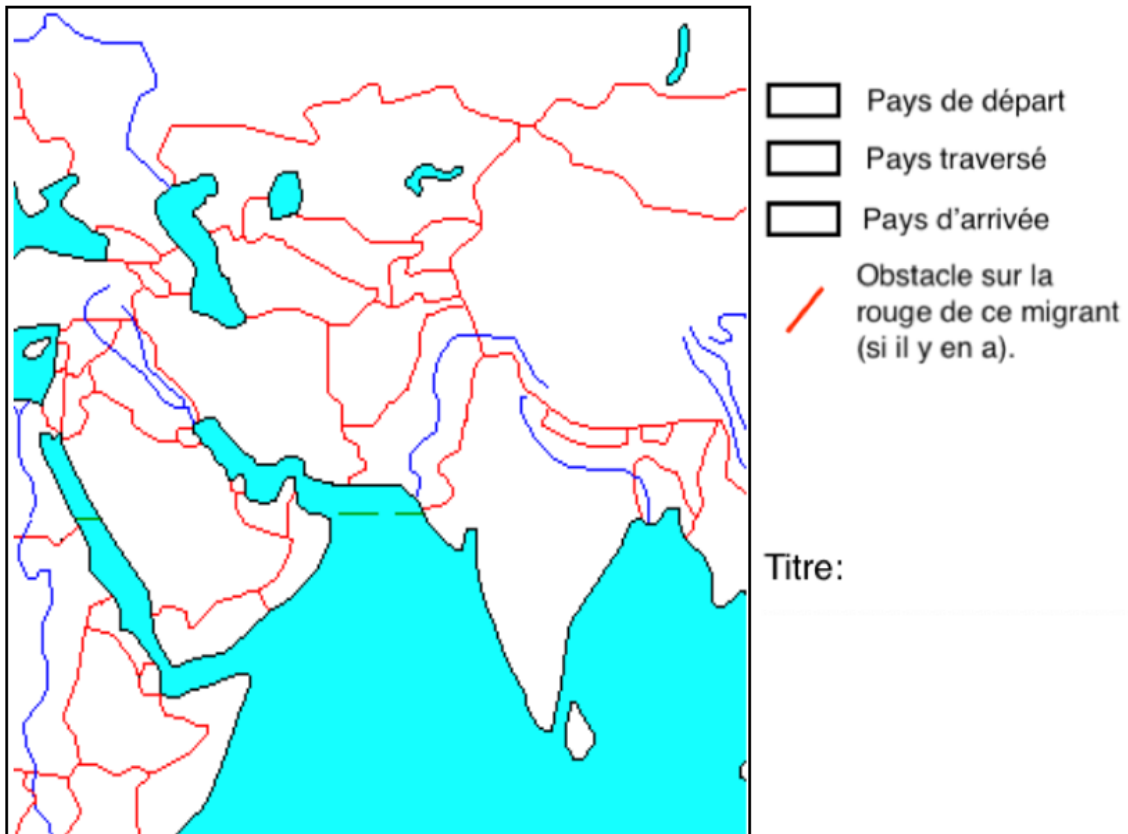 Pays de départ
Pays traversé
Pays d'arrivée
Obstacle sur la
rouge de ce migrant
(si il y en a).
Titre: